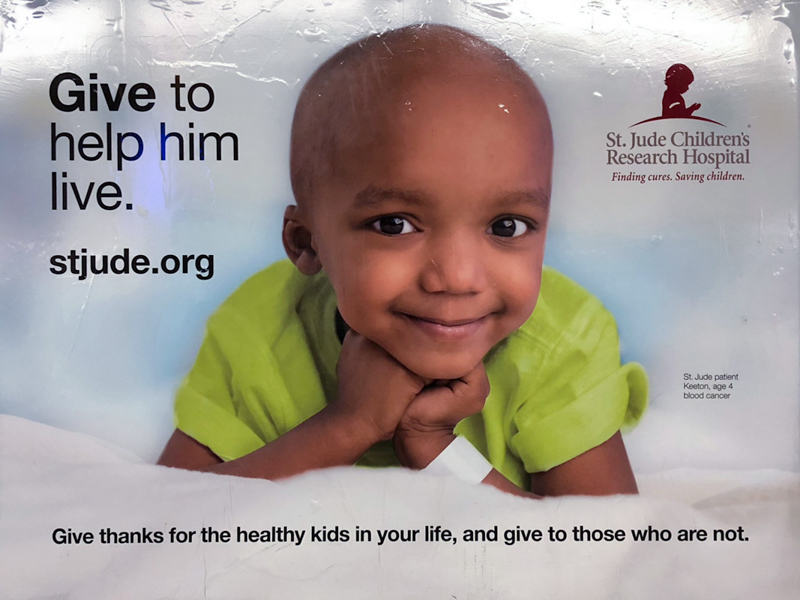 Give to
help him
live.
stjude.org
St. Jude Children's
Research Hospital
Finding cures. Saving children.
St. Jude patient
Keeton, age 4
blood cancer
Give thanks for the healthy kids in your life, and give to those who are not.